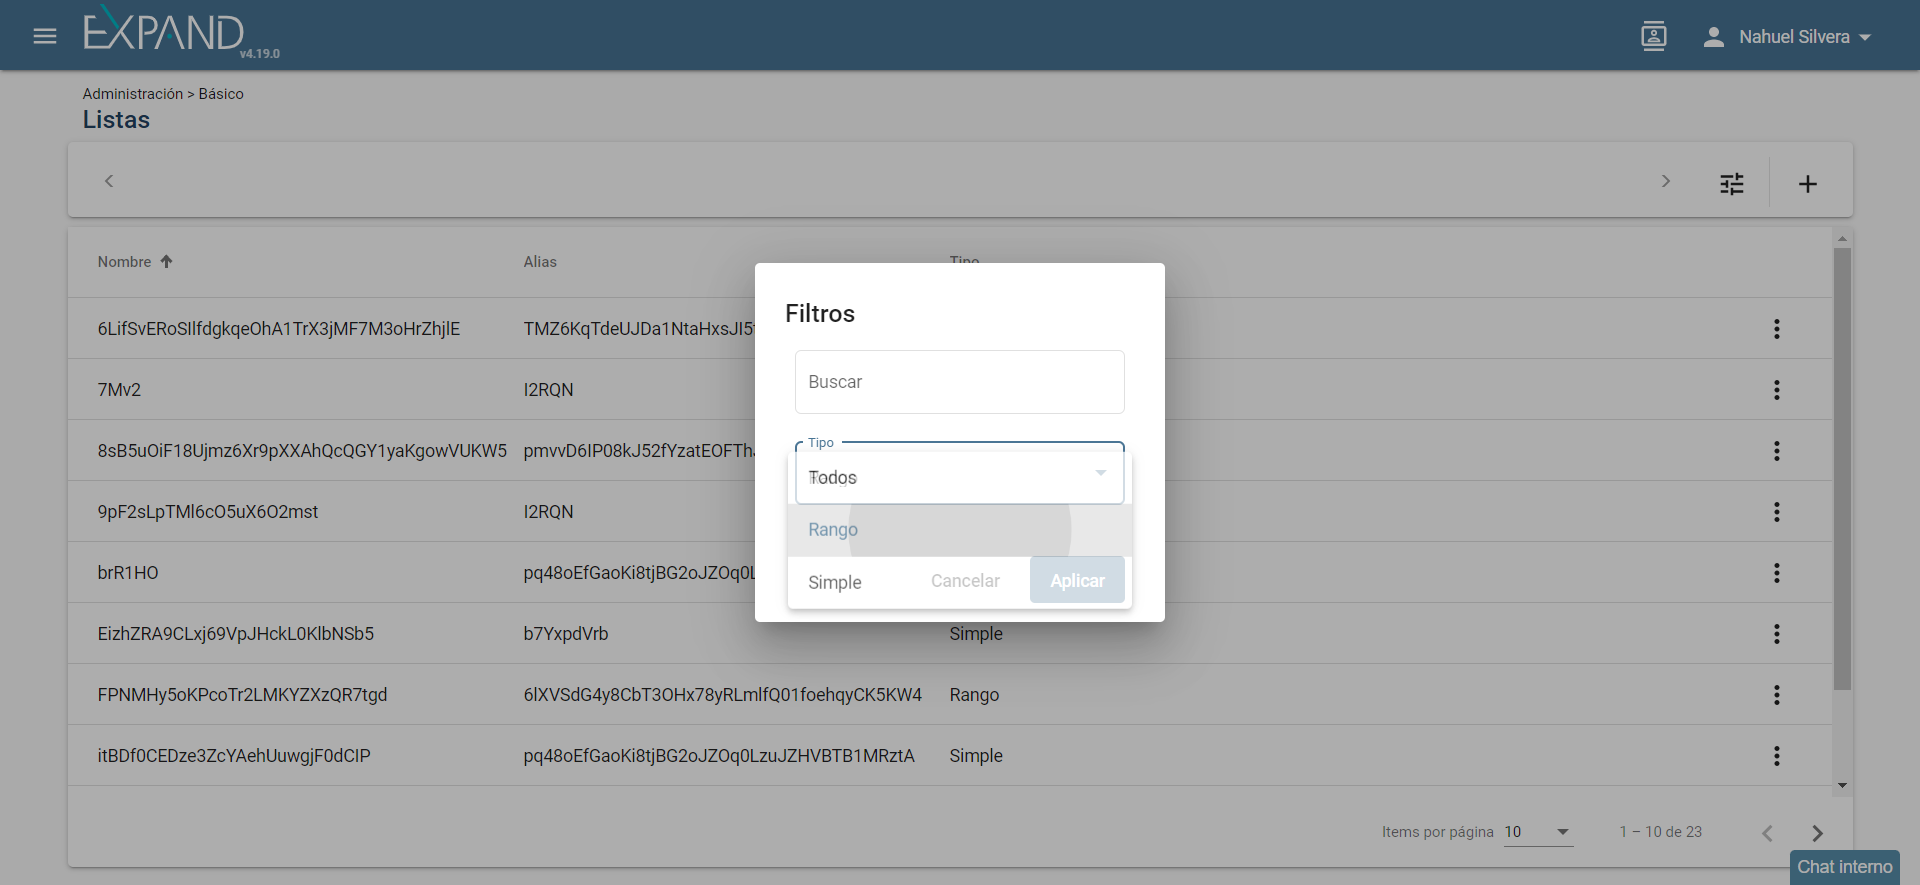 EXPAND
v4.19.0
Nahuel Silvera
Administración > Básico
Listas
Nombre
Alias
Tipo
6LifSvERoSIlfdgkqeOhA1TrX3jMF7M3oHrZhjlE
TMZ6KqTdeUJDa1NtaHxsJI5
7Mv2
I2RQN
8sB5uOiF18Ujmz6Xr9pXXAhQcQGY1yaKgowVUKW5
pmvvD6IP08kJ52fYzatEOFTh
9pF2sLpTMl6cO5uX6O2mst
I2RQN
brR1HO
pq48oEfGaoKi8tjBG2oJZOq0L
EizhZRA9CLxj69VpJHckL0KlbNSb5
b7YxpdVrb
Simple
FPNMHy5oKPcoTr2LMKYZXzQR7tgd
6lXVSdG4y8CbT3OHx78yRLmlfQ01foehqyCK5KW4
Rango
itBDf0CEDze3ZcYAehUuwgjF0dCIP
pq48oEfGaoKi8tjBG2oJZOq0LzuJZHVBTB1MRztA
Simple
Filtros
Buscar
Tipo
Todos
Rango
Simple
Cancelar
Aplicar
Items por página
10
1 – 10 de 23
Chat interno